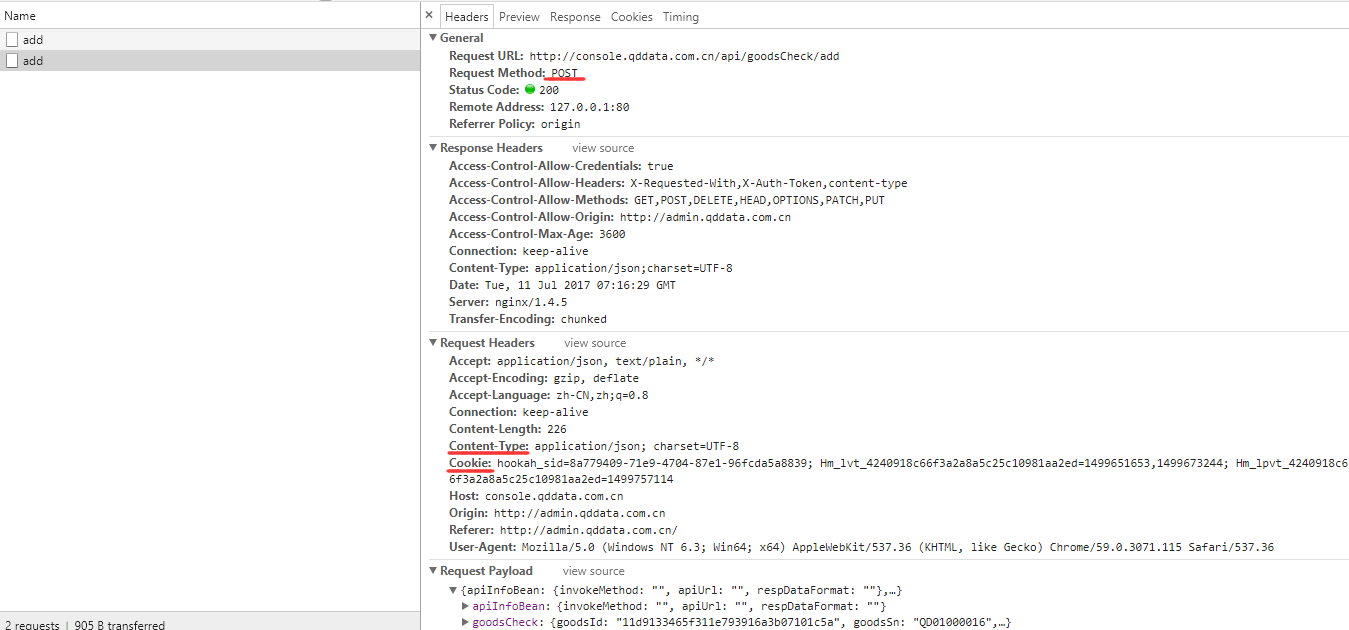 Name
add
add
2 requests | 905 B transferred
× Headers Preview Response Cookies Timing
▼ General
Request URL: http://console.qddata.com.cn/api/goodsCheck/add
Request Method: POST
Status Code: 200
Remote Address: 127.0.0.1:80
Referrer Policy: origin
▼ Response Headers view source
Access-Control-Allow-Credentials: true
Access-Control-Allow-Headers: X-Requested-With,X-Auth-Token,content-type
Access-Control-Allow-Methods: GET,POST,DELETE,HEAD,OPTIONS,PATCH,PUT
Access-Control-Allow-Origin: http://admin.qddata.com.cn
Access-Control-Max-Age: 3600
Connection: keep-alive
Content-Type: application/json;charset=UTF-8
Date: Tue, 11 Jul 2017 07:16:29 GMT
Server: nginx/1.4.5
Transfer-Encoding: chunked
▼ Request Headers view source
Accept: application/json, text/plain, */*
Accept-Encoding: gzip, deflate
Accept-Language: zh-CN,zh;q=0.8
Connection: keep-alive
Content-Length: 226
Content-Type: application/json; charset=UTF-8
Cookie: hookah_sid=8a779409-71e9-4704-87e1-96fcda5a8839; Hm_lvt_4240918c66f3a2a8a5c25c10981aa2ed=1499651653,1499673244; Hm_lpvt_4240918c6
6f3a2a8a5c25c10981aa2ed=1499757114
Host: console.qddata.com.cn
Origin: http://admin.qddata.com.cn
Referer: http://admin.qddata.com.cn/
User-Agent: Mozilla/5.0 (Windows NT 6.3; Win64; x64) AppleWebKit/537.36 (KHTML, like Gecko) Chrome/59.0.3071.115 Safari/537.36
▼ Request Payload view source
▼ {apiInfoBean: {invokeMethod: "", apiUrl: "", respDataFormat: ""},…}
▶ apiInfoBean: {invokeMethod: "", apiUrl: "", respDataFormat: ""}
▶ goodsCheck: {goodsId: "11d9133465f311e793916a3b07101c5a", goodsSn: "QD01000016",…}